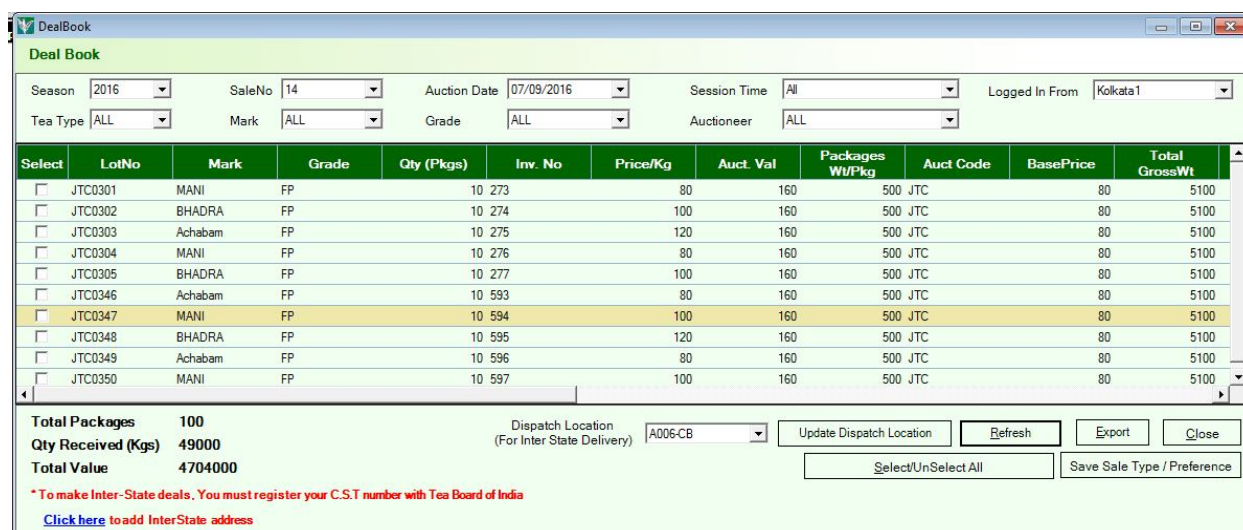 DealBook
Deal Book
Season 2016 SaleNo 14 Auction Date 07/09/2016 Session Time All Logged In From Kolkata1
Tea Type ALL Mark ALL Grade ALL Auctioneer ALL
Select LotNo Mark Grade Qty (Pkgs) Inv. No Price/Kg Auct. Val Packages Wt/Pkg Auct Code BasePrice Total GrossWt
JTC0301 MANI FP 10 273 80 160 500 JTC 80 5100
JTC0302 BHADRA FP 10 274 100 160 500 JTC 80 5100
JTC0303 Achabam FP 10 275 120 160 500 JTC 80 5100
JTC0304 MANI FP 10 276 80 160 500 JTC 80 5100
JTC0305 BHADRA FP 10 277 100 160 500 JTC 80 5100
JTC0346 Achabam FP 10 593 80 160 500 JTC 80 5100
JTC0347 MANI FP 10 594 100 160 500 JTC 80 5100
JTC0348 BHADRA FP 10 595 120 160 500 JTC 80 5100
JTC0349 Achabam FP 10 596 80 160 500 JTC 80 5100
JTC0350 MANI FP 10 597 100 160 500 JTC 80 5100
Total Packages 100
Qty Received (Kgs) 49000
Total Value 4704000
Dispatch Location
(For Inter State Delivery) A006-CB Update Dispatch Location Refresh Export Close
Select/UnSelect All Save Sale Type / Preference
* To make Inter-State deals, You must register your C.S.T number with Tea Board of India
Click here to add InterState address